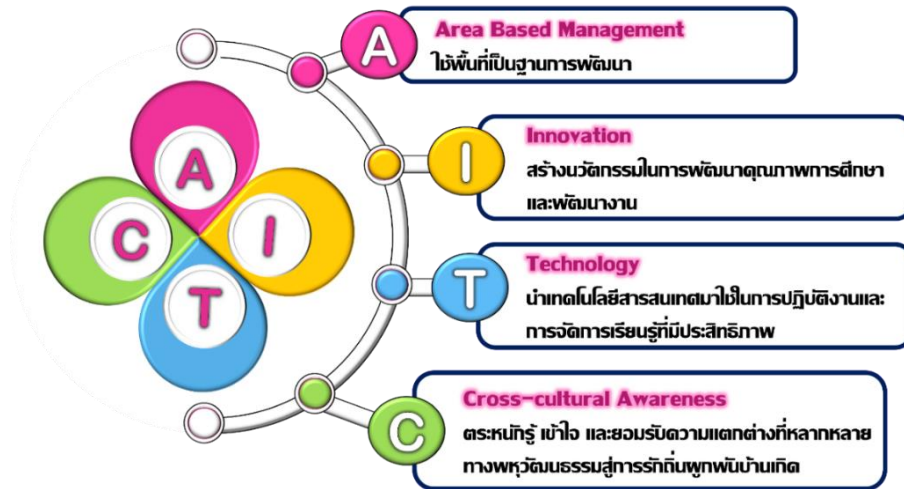 A
I
T
C
A
Area Based Management
ใช้พื้นที่เป็นฐานการพัฒนา
I
Innovation
สร้างนวัตกรรมในการพัฒนาคุณภาพการศึกษา
และพัฒนางาน
T
Technology
นำเทคโนโลยีสารสนเทศมาใช้ในการปฏิบัติงานและ
การจัดการเรียนรู้ที่มีประสิทธิภาพ
C
Cross-cultural Awareness
ตระหนักรู้ เข้าใจ และยอมรับความแตกต่างที่หลากหลาย
ทางพหุวัฒนธรรมสู่การรักถิ่นผูกพันบ้านเกิด